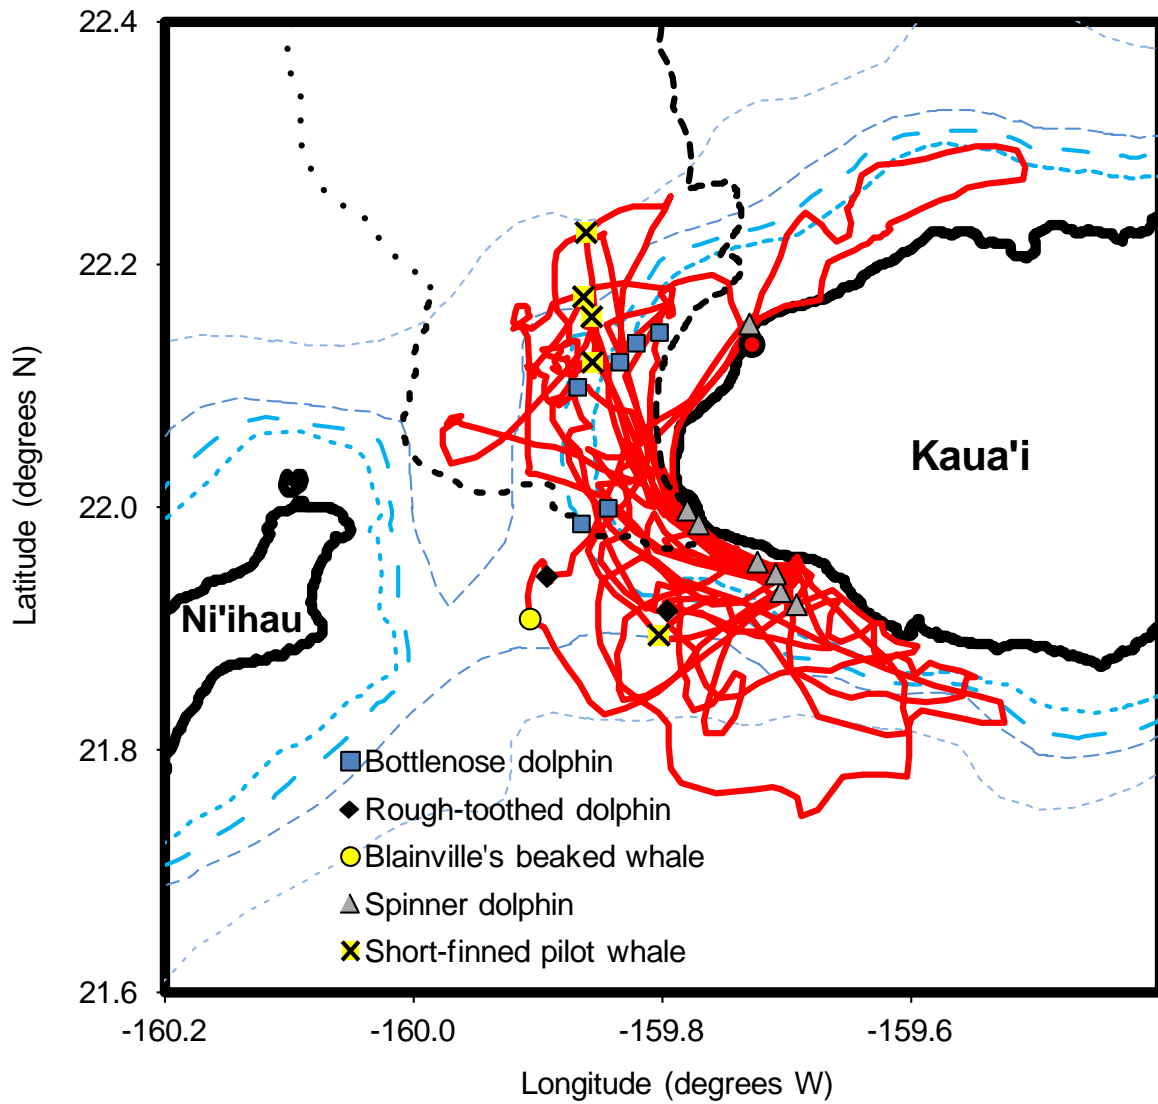 22.4
22.2
22.0
21.8
21.6
Latitude (degrees N)
Kaua'i
Ni'ihau
Bottlenose dolphin
Rough-toothed dolphin
Blainville's beaked whale
Spinner dolphin
Short-finned pilot whale
-160.2
-160.0
-159.8
-159.6
Longitude (degrees W)